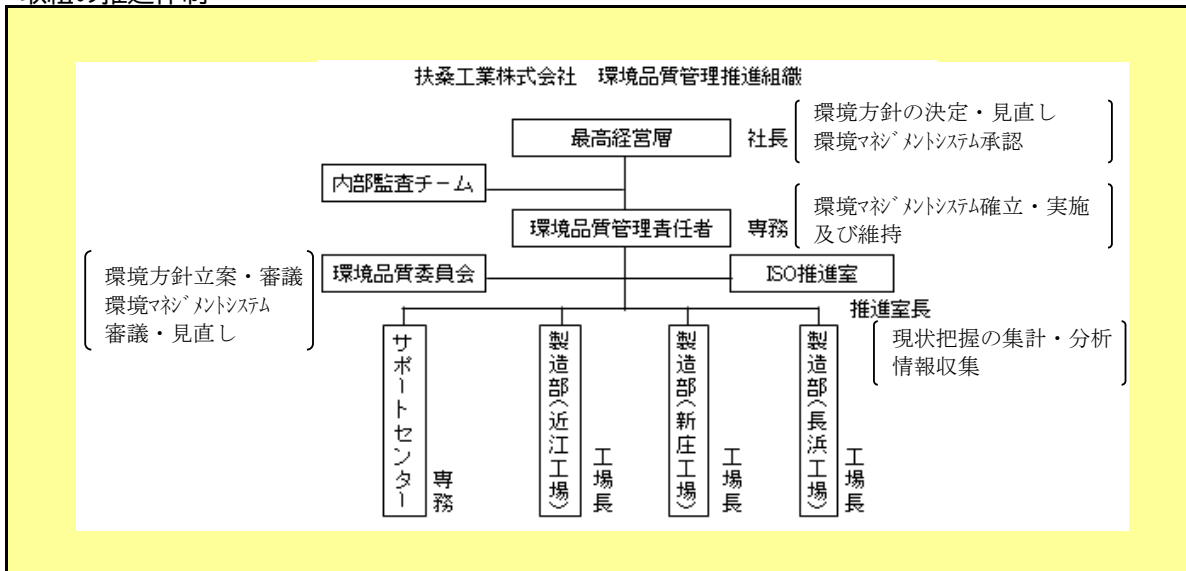 扶桑工業株式会社 環境品質管理推進組織
最高経営層
社長
環境方針の決定・見直し
環境ﾏﾈｼﾞﾒﾝﾄｼｽﾃﾑ承認
内部監査チーム
環境品質管理責任者
専務
環境ﾏﾈｼﾞﾒﾝﾄｼｽﾃﾑ確立・実施
及び維持
環境方針立案・審議
環境ﾏﾈｼﾞﾒﾝﾄｼｽﾃﾑ
審議・見直し
環境品質委員会
ISO推進室
推進室長
現状把握の集計・分析
情報収集
サポートセンター
専務
製造部(近江工場)
工場長
製造部(新庄工場)
工場長
製造部(長浜工場)
工場長